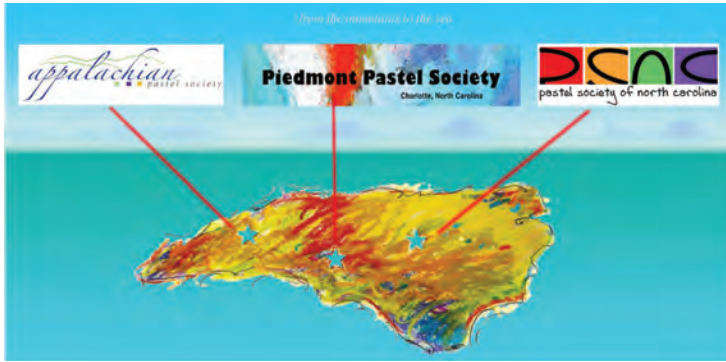 from the mountains to the sea
appalachian
pastel society
Piedmont Pastel Society
Charlotte, North Carolina
PSNC
pastel society of north carolina